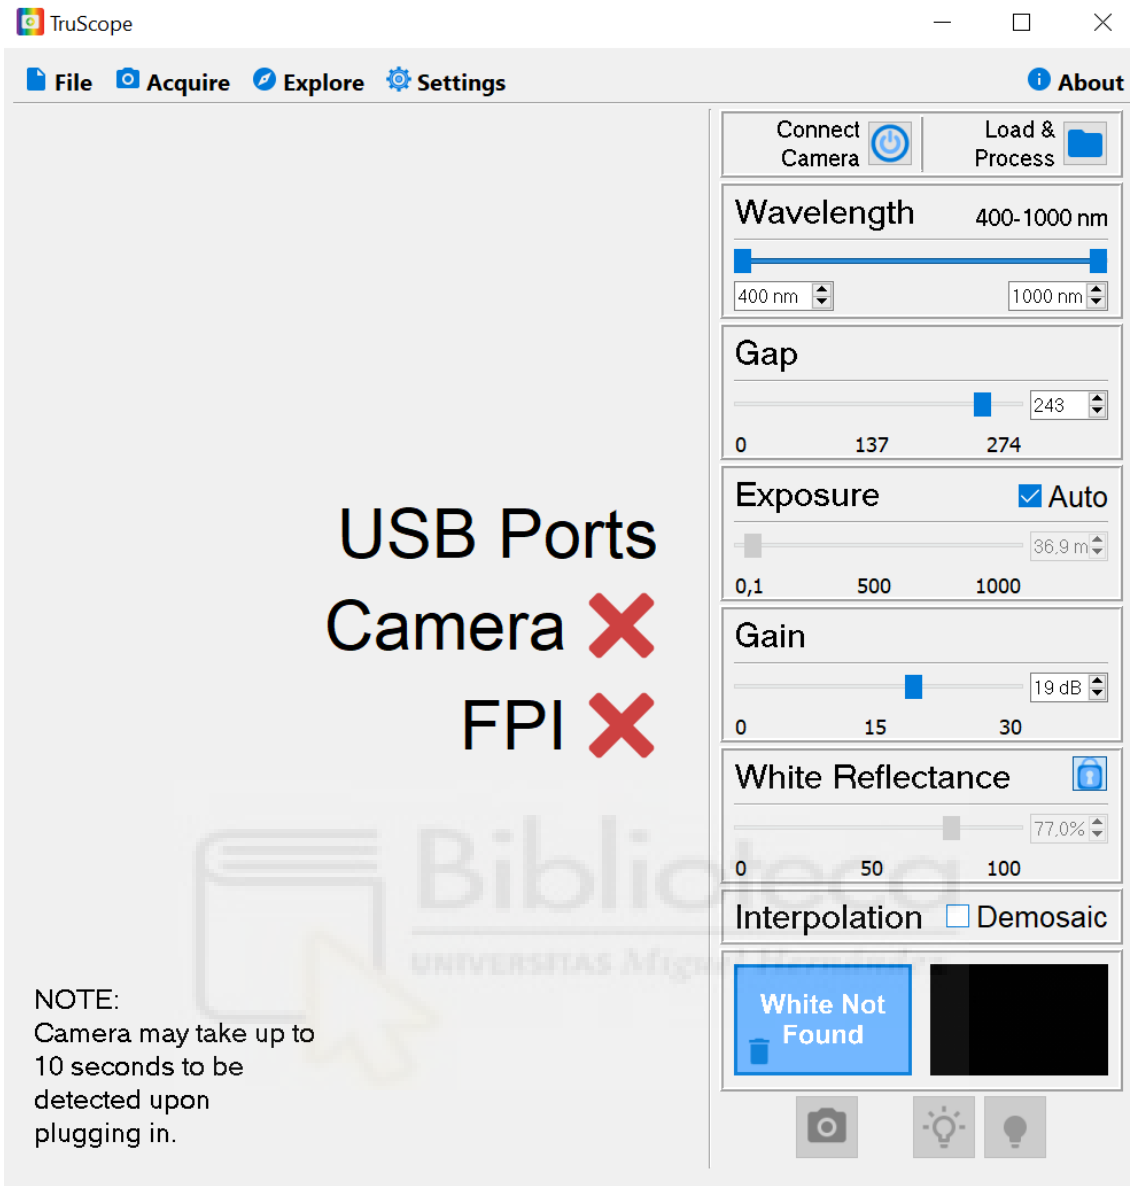 TruScope
File Acquire Explore Settings About
Connect
Camera
Load &
Process
Wavelength 400-1000 nm
400 nm 1000 nm
Gap
243
0 137 274
Exposure Auto
36,9 m
0,1 500 1000
Gain
19 dB
0 15 30
White Reflectance
77,0%
0 50 100
Interpolation Demosaic
White Not
Found
USB Ports
Camera
FPI
Biblioteca
UNIVERSITAS Miguel Hernández
NOTE:
Camera may take up to
10 seconds to be
detected upon
plugging in.